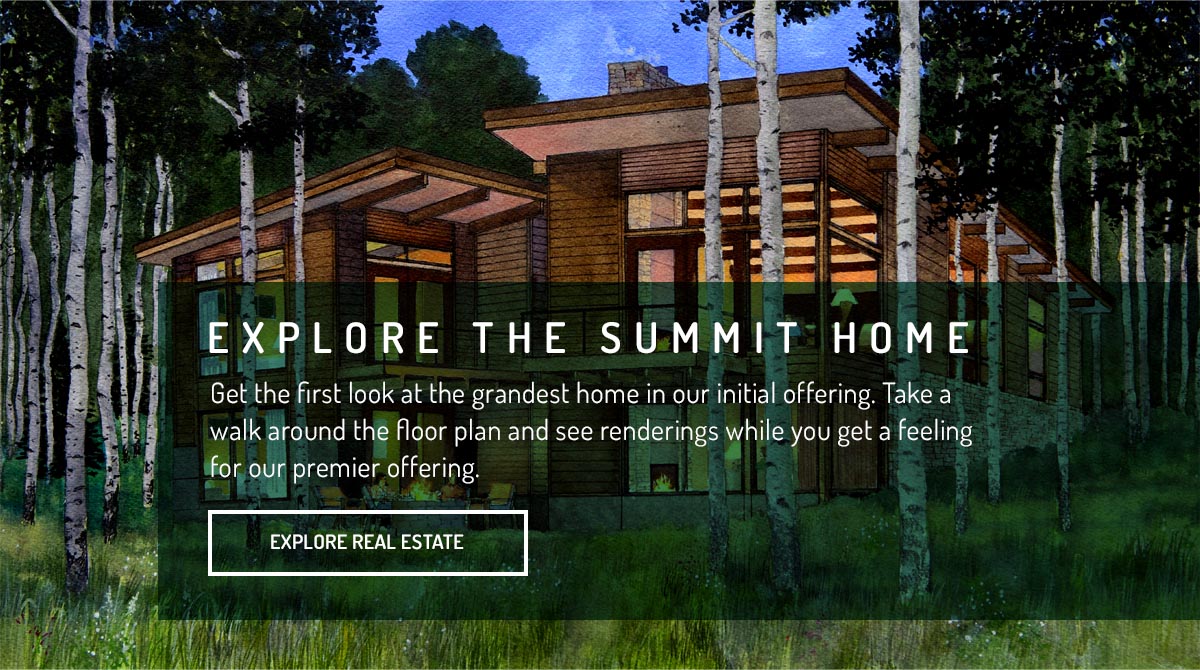 EXPLORE THE SUMMIT HOME
Get the first look at the grandest home in our initial offering. Take a
walk around the floor plan and see renderings while you get a feeling
for our premier offering.
EXPLORE REAL ESTATE